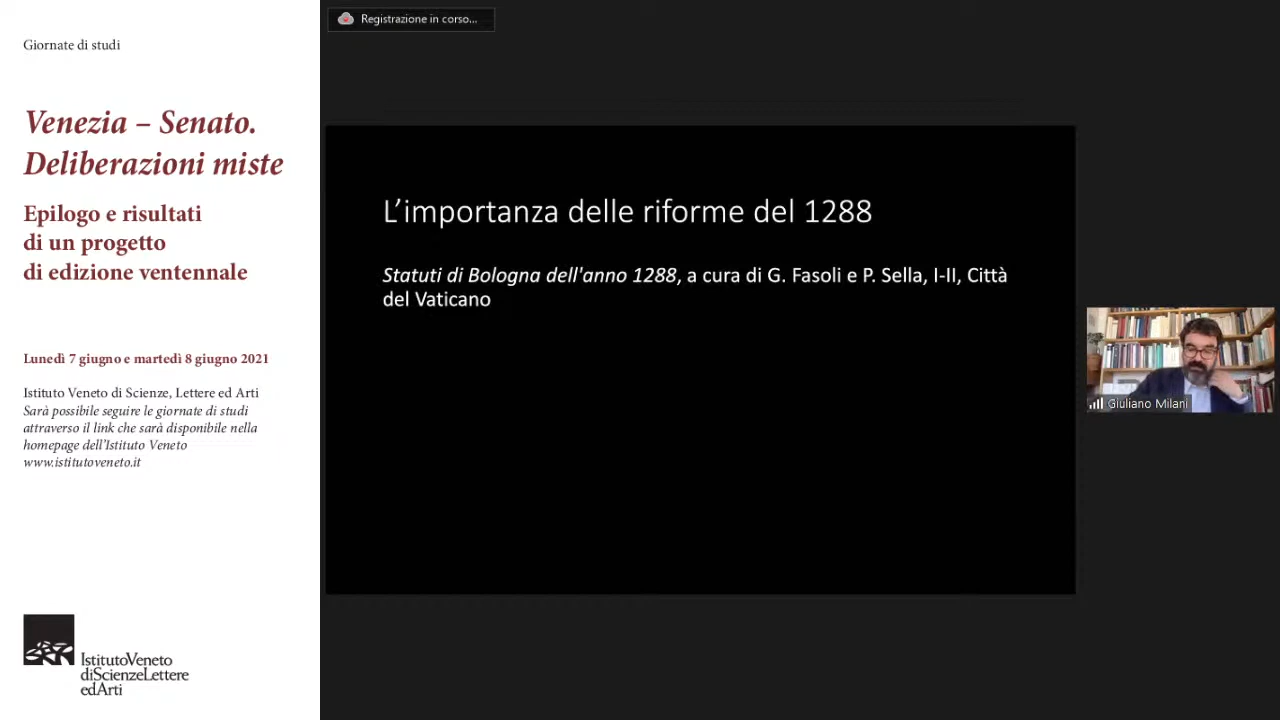 Giornate di studi
Venezia – Senato.
Deliberazioni miste
Epilogo e risultati
di un progetto
di edizione ventennale
Lunedì 7 giugno e martedì 8 giugno 2021
Istituto Veneto di Scienze, Lettere ed Arti
Sarà possibile seguire le giornate di studi
attraverso il link che sarà disponibile nella
homepage dell'Istituto Veneto
www.istitutoveneto.it
IstitutoVeneto
diScienzeLettere
edArti
Registrazione in corso...
L'importanza delle riforme del 1288
Statuti di Bologna dell'anno 1288, a cura di G. Fasoli e P. Sella, I-II, Città
del Vaticano
Giuliano Milani